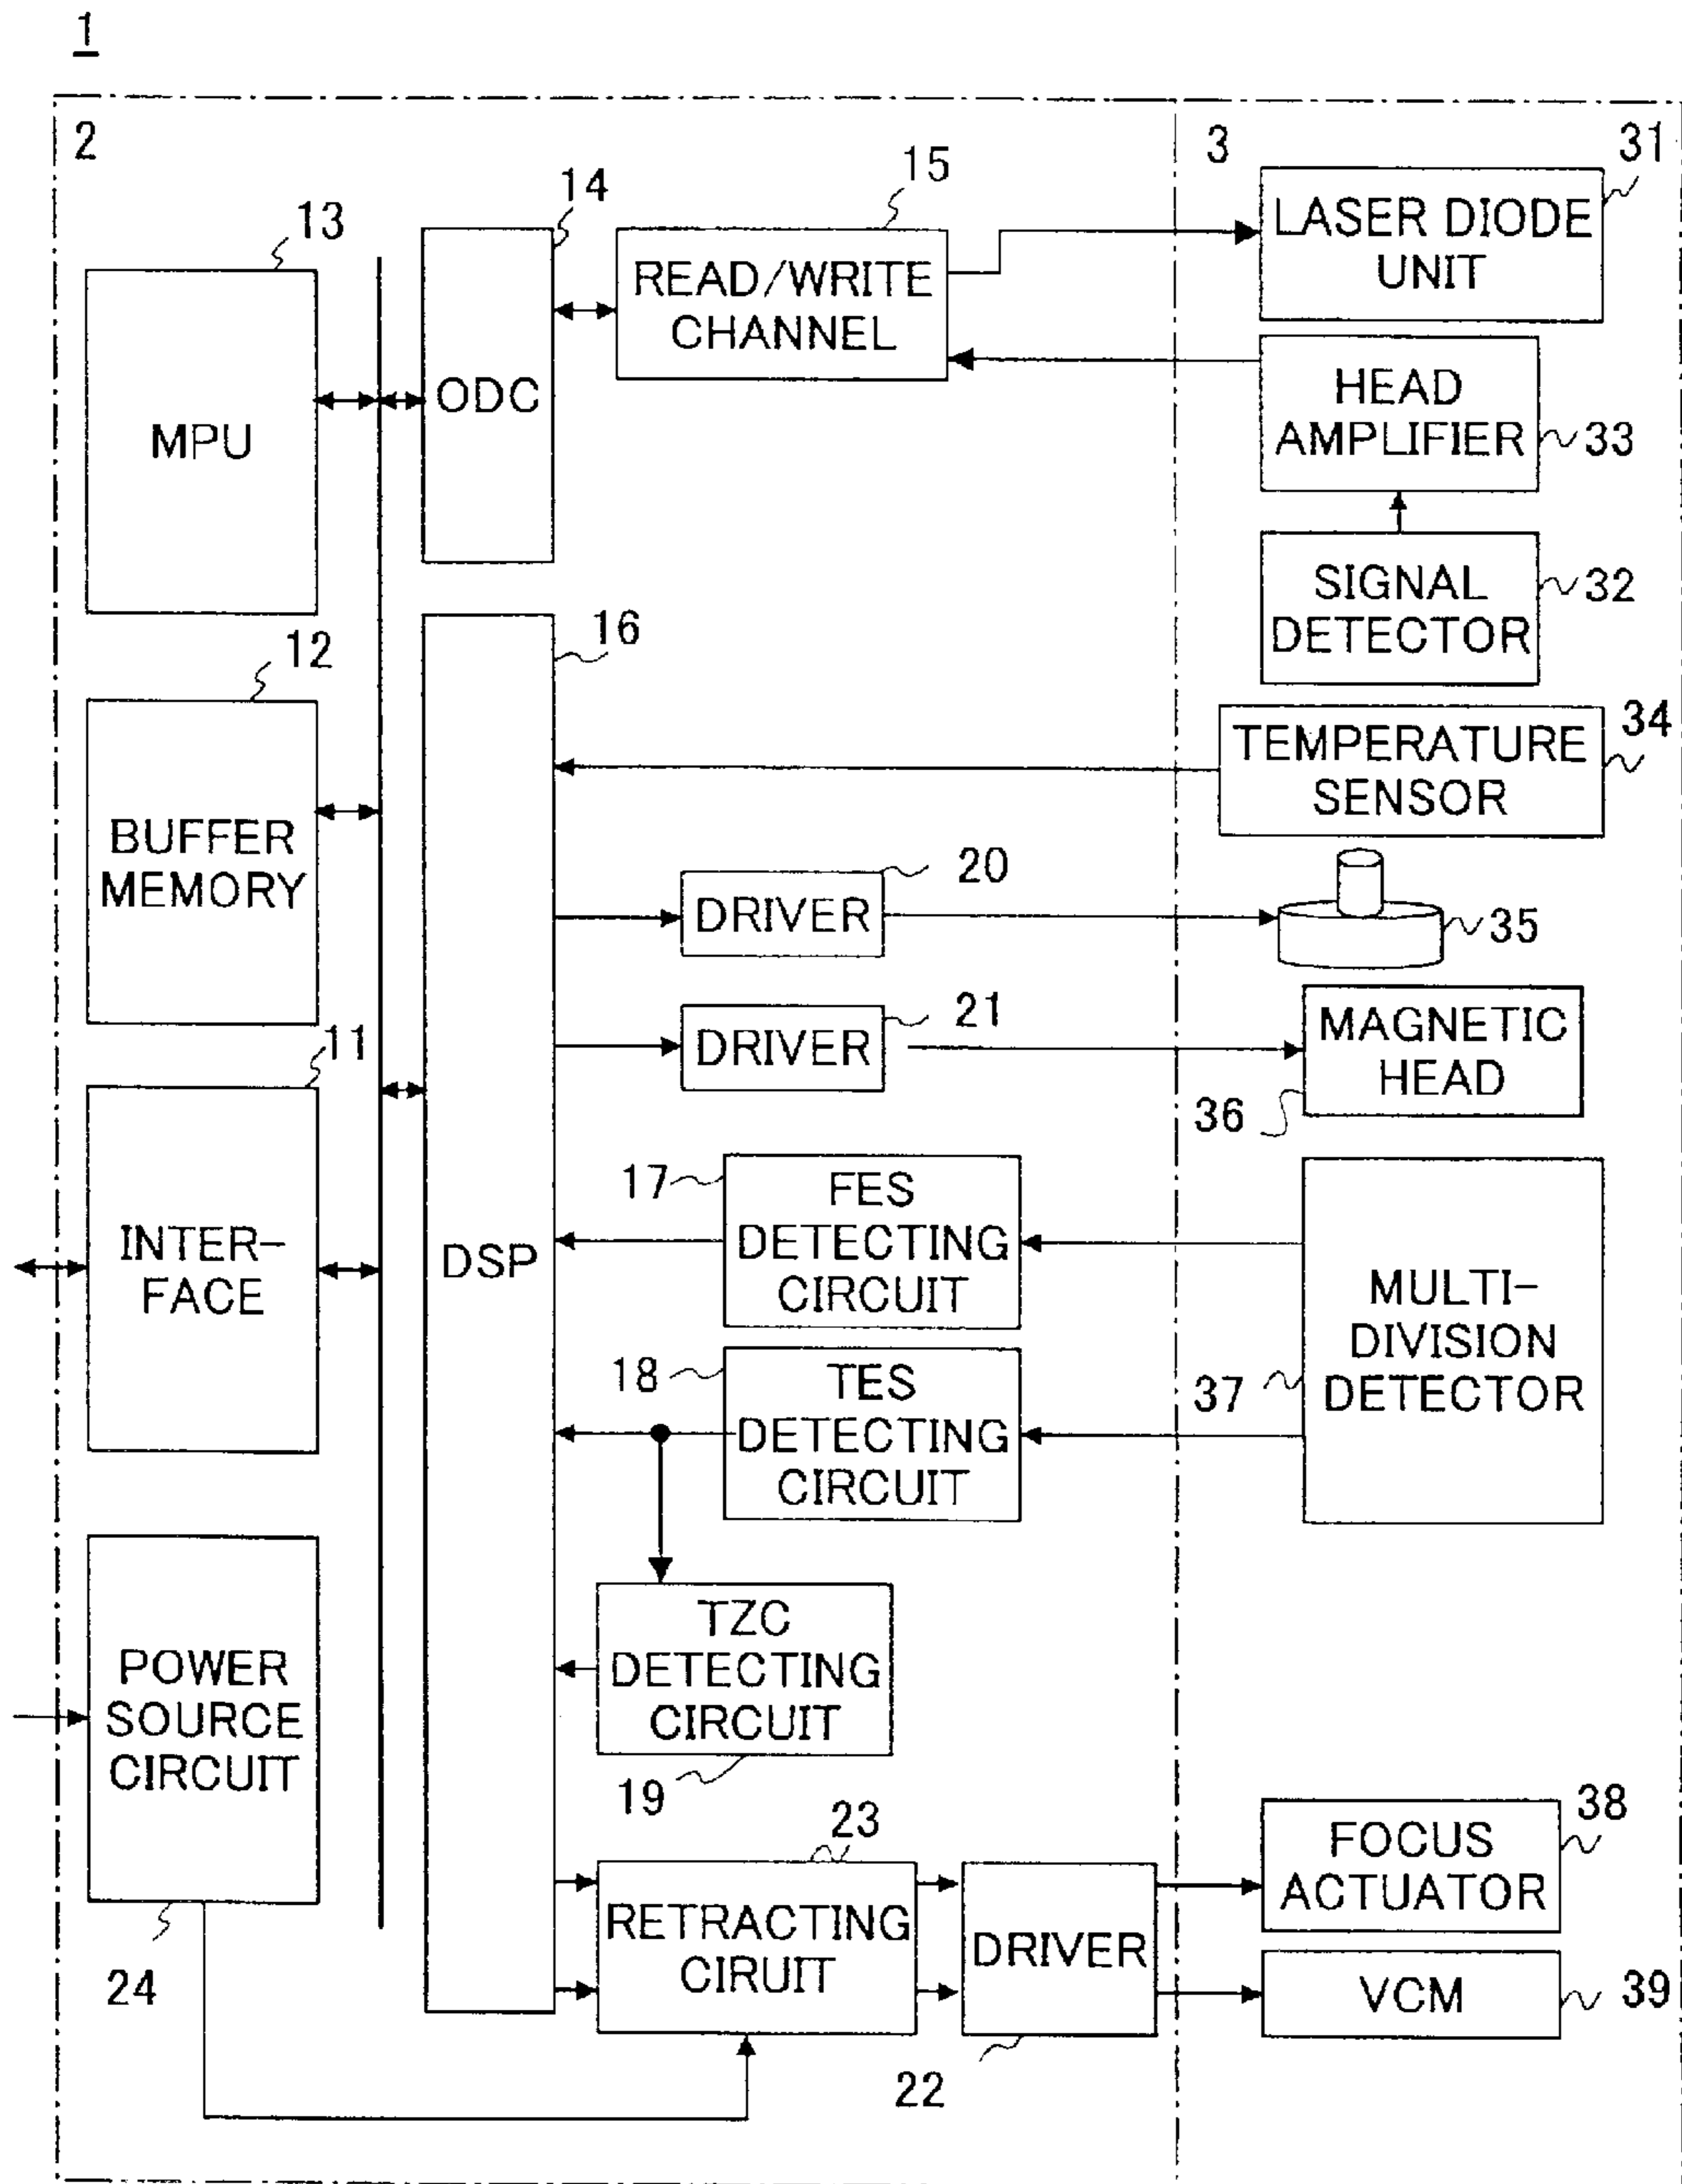 1
2
3
31
15
14
13
LASER DIODE
UNIT
READ/WRITE
CHANNEL
ODC
MPU
HEAD
AMPLIFIER
33
SIGNAL
DETECTOR
32
16
12
34
TEMPERATURE
SENSOR
BUFFER
MEMORY
20
DRIVER
35
21
DRIVER
MAGNETIC
HEAD
36
11
17
FES
DETECTING
CIRCUIT
INTER-
FACE
DSP
MULTI-
DIVISION
DETECTOR
37
18
TES
DETECTING
CIRCUIT
TZC
DETECTING
CIRCUIT
19
POWER
SOURCE
CIRCUIT
24
23
RETRACTING
CIRUIT
DRIVER
22
38
FOCUS
ACTUATOR
VCM
39